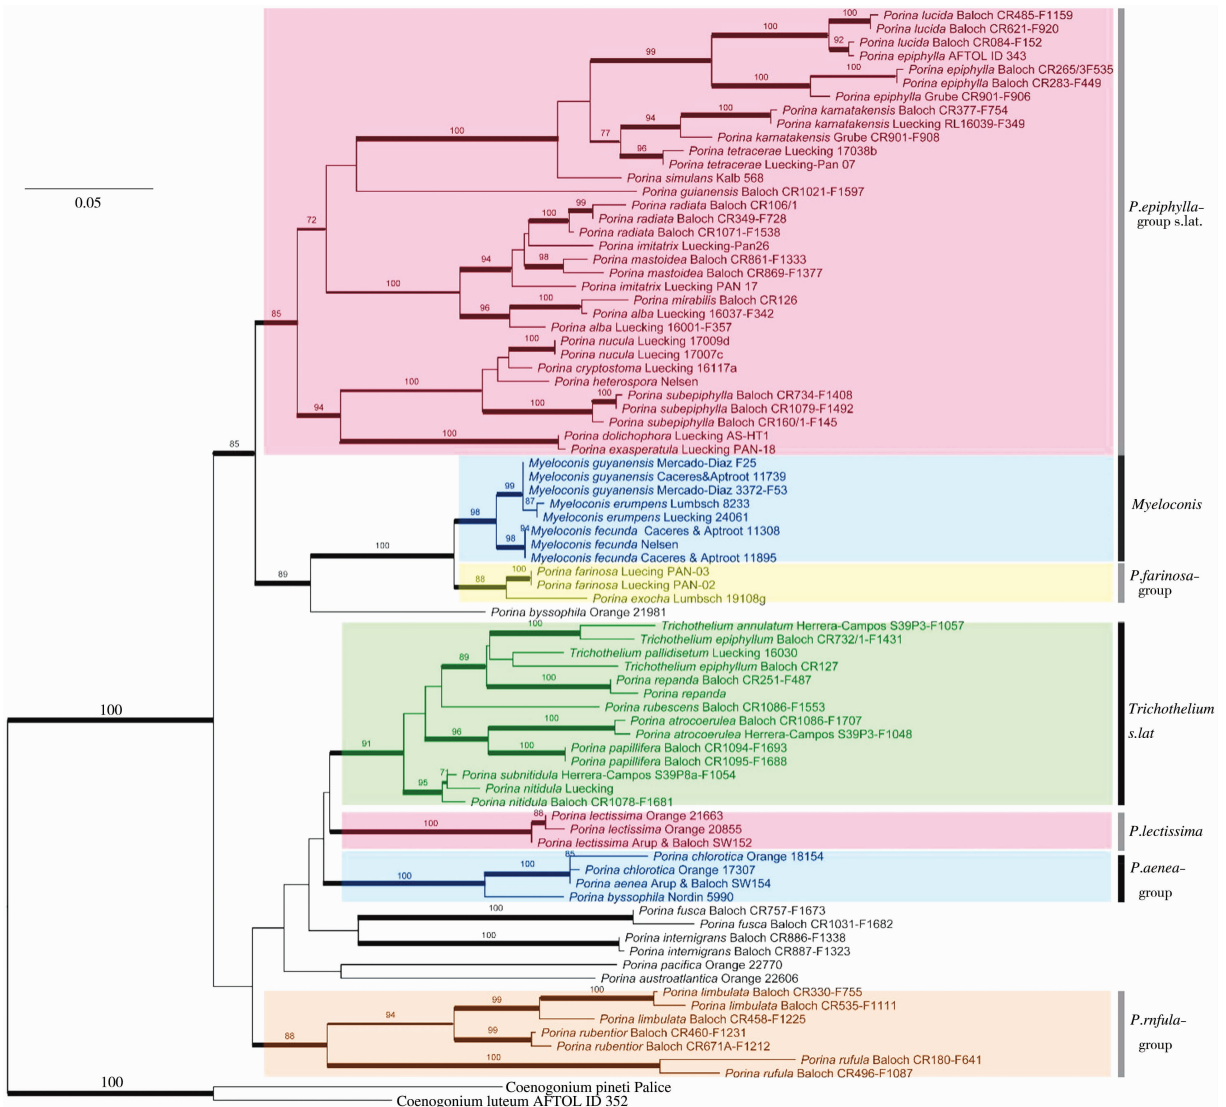 100
Porina lucida Baloch CR485-F1159
100
Porina lucida Baloch CR621-F920
92
Porina lucida Baloch CR084-F152
99
Porina epiphylla AFTOL ID 343
100
Porina epiphylla Baloch CR265/3F535
100
Porina epiphylla Baloch CR283-F449
Porina epiphylla Grube CR901-F906
100
Porina karnatakensis Baloch CR377-F754
94
Porina karnatakensis Luecking RL16039-F349
100
77
Porina karnatakensis Grube CR901-F908
96
Porina tetracerae Luecking 17038b
Porina tetracerae Luecking-Pan 07
Porina simulans Kalb 568
Porina guianensis Baloch CR1021-F1597
0.05
P.epiphylla-
group s.lat.
99
Porina radiata Baloch CR106/1
72
100
Porina radiata Baloch CR349-F728
Porina radiata Baloch CR1071-F1538
Porina imitatrix Luecking-Pan26
94
98
Porina mastoidea Baloch CR861-F1333
Porina mastoidea Baloch CR869-F1377
100
Porina imitatrix Luecking PAN 17
100
Porina mirabilis Baloch CR126
96
Porina alba Luecking 16037-F342
85
Porina alba Luecking 16001-F357
100
Porina nucula Luecking 17009d
Porina nucula Luecing 17007c
Porina cryptostoma Luecking 16117a
100
Porina heterospora Nelsen
100
Porina subepiphylla Baloch CR734-F1408
94
100
Porina subepiphylla Baloch CR1079-F1492
Porina subepiphylla Baloch CR160/1-F145
100
Porina dolichophora Luecking AS-HT1
85
Porina exasperatula Luecking PAN-18
Myeloconis guyanensis Mercado-Diaz F25
Myeloconis guyanensis Caceres&Aptroot 11739
99
Myeloconis guyanensis Mercado-Diaz 3372-F53
87
Myeloconis erumpens Lumbsch 8233
Myeloconis
98
Myeloconis erumpens Luecking 24061
94
Myeloconis fecunda Caceres & Aptroot 11308
98
Myeloconis fecunda Nelsen
100
Myeloconis fecunda Caceres & Aptroot 11895
100
Porina farinosa Luecing PAN-03
P.farinosa-
group
89
88
Porina farinosa Luecking PAN-02
Porina exocha Lumbsch 19108g
Porina byssophila Orange 21981
100
Trichothelium annulatum Herrera-Campos S39P3-F1057
Trichothelium epiphyllum Baloch CR732/1-F1431
89
Trichothelium pallidisetum Luecking 16030
Trichothelium epiphyllum Baloch CR127
100
Porina repanda Baloch CR251-F487
Porina repanda
Porina rubescens Baloch CR1086-F1553
100
Trichothelium
s.lat
100
Porina atrocoerulea Baloch CR1086-F1707
96
Porina atrocoerulea Herrera-Campos S39P3-F1048
91
100
Porina papillifera Baloch CR1094-F1693
Porina papillifera Baloch CR1095-F1688
71
Porina subnitidula Herrera-Campos S39P8a-F1054
95
Porina nitidula Luecking
Porina nitidula Baloch CR1078-F1681
88
Porina lectissima Orange 21663
100
Porina lectissima Orange 20855
P.lectissima
Porina lectissima Arup & Baloch SW152
85
Porina chlorotica Orange 18154
100
Porina chlorotica Orange 17307
P.aenea-
group
100
Porina aenea Arup & Baloch SW154
Porina byssophila Nordin 5990
100
Porina fusca Baloch CR757-F1673
Porina fusca Baloch CR1031-F1682
100
Porina internigrans Baloch CR886-F1338
Porina internigrans Baloch CR887-F1323
Porina pacifica Orange 22770
Porina austroatlantica Orange 22606
100
Porina limbulata Baloch CR330-F755
99
Porina limbulata Baloch CR535-F1111
94
Porina limbulata Baloch CR458-F1225
P.rnfula-
group
99
Porina rubentior Baloch CR460-F1231
88
Porina rubentior Baloch CR671A-F1212
100
Porina rufula Baloch CR180-F641
Porina rufula Baloch CR496-F1087
100
Coenogonium pineti Palice
Coenogonium luteum AFTOL ID 352